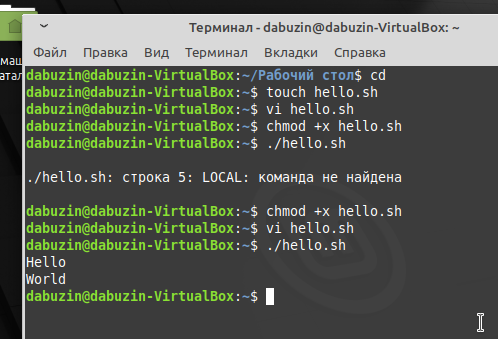 маш
Терминал - dabuzin@dabuzin-VirtualBox: ~
атал
Файл Правка Вид Терминал Вкладки Справка
dabuzin@dabuzin-VirtualBox:~/Рабочий стол$ cd
dabuzin@dabuzin-VirtualBox:~$ touch hello.sh
dabuzin@dabuzin-VirtualBox:~$ vi hello.sh
dabuzin@dabuzin-VirtualBox:~$ chmod +x hello.sh
dabuzin@dabuzin-VirtualBox:~$ ./hello.sh
./hello.sh: строка 5: LOCAL: команда не найдена
dabuzin@dabuzin-VirtualBox:~$ chmod +x hello.sh
dabuzin@dabuzin-VirtualBox:~$ vi hello.sh
dabuzin@dabuzin-VirtualBox:~$ ./hello.sh
Hello
World
dabuzin@dabuzin-VirtualBox:~$